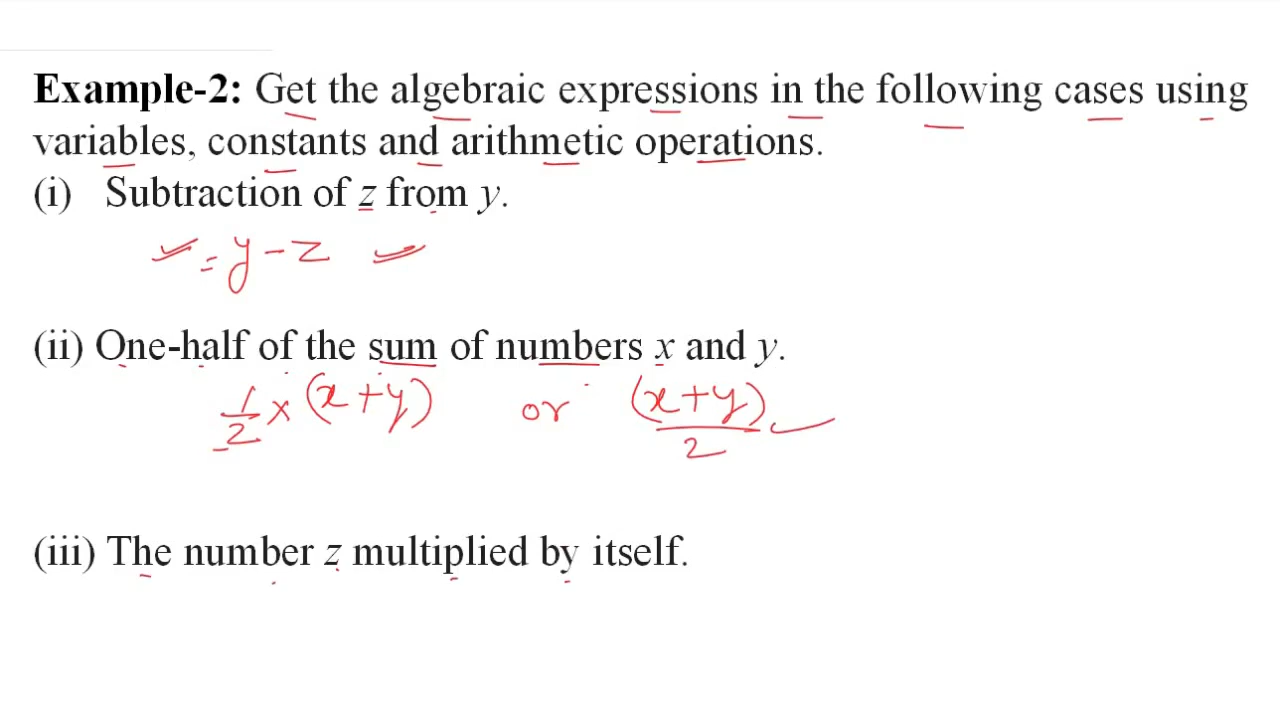 Example-2: Get the algebraic expressions in the following cases using
variables, constants and arithmetic operations.
(i) Subtraction of z from y.
= y - z
(ii) One-half of the sum of numbers x and y.
1/2 × (x + y) or (x + y)/2
(iii) The number z multiplied by itself.